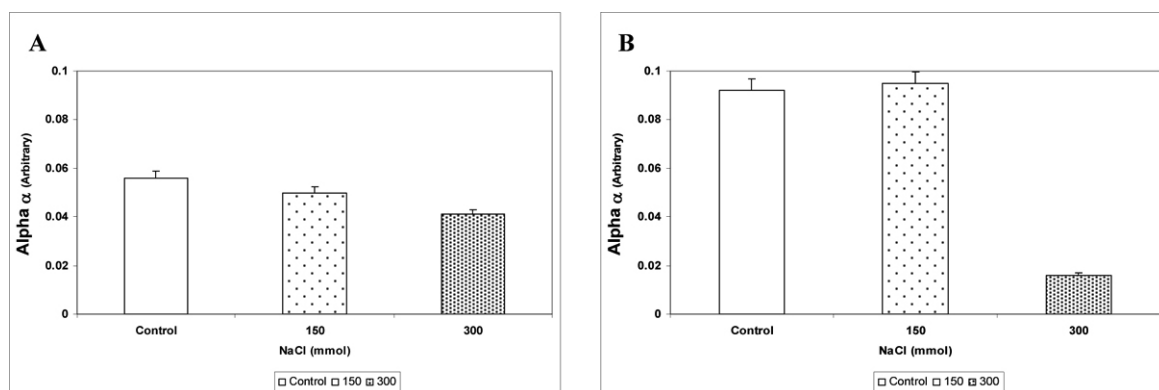 A
0.1
0.08
0.06
0.04
0.02
0
Alpha α (Arbitrary)
Control 150 300
NaCl (mmol)
Control 150 300
B
0.1
0.08
0.06
0.04
0.02
0
Alpha α (Arbitrary)
Control 150 300
NaCl (mmol)
Control 150 300